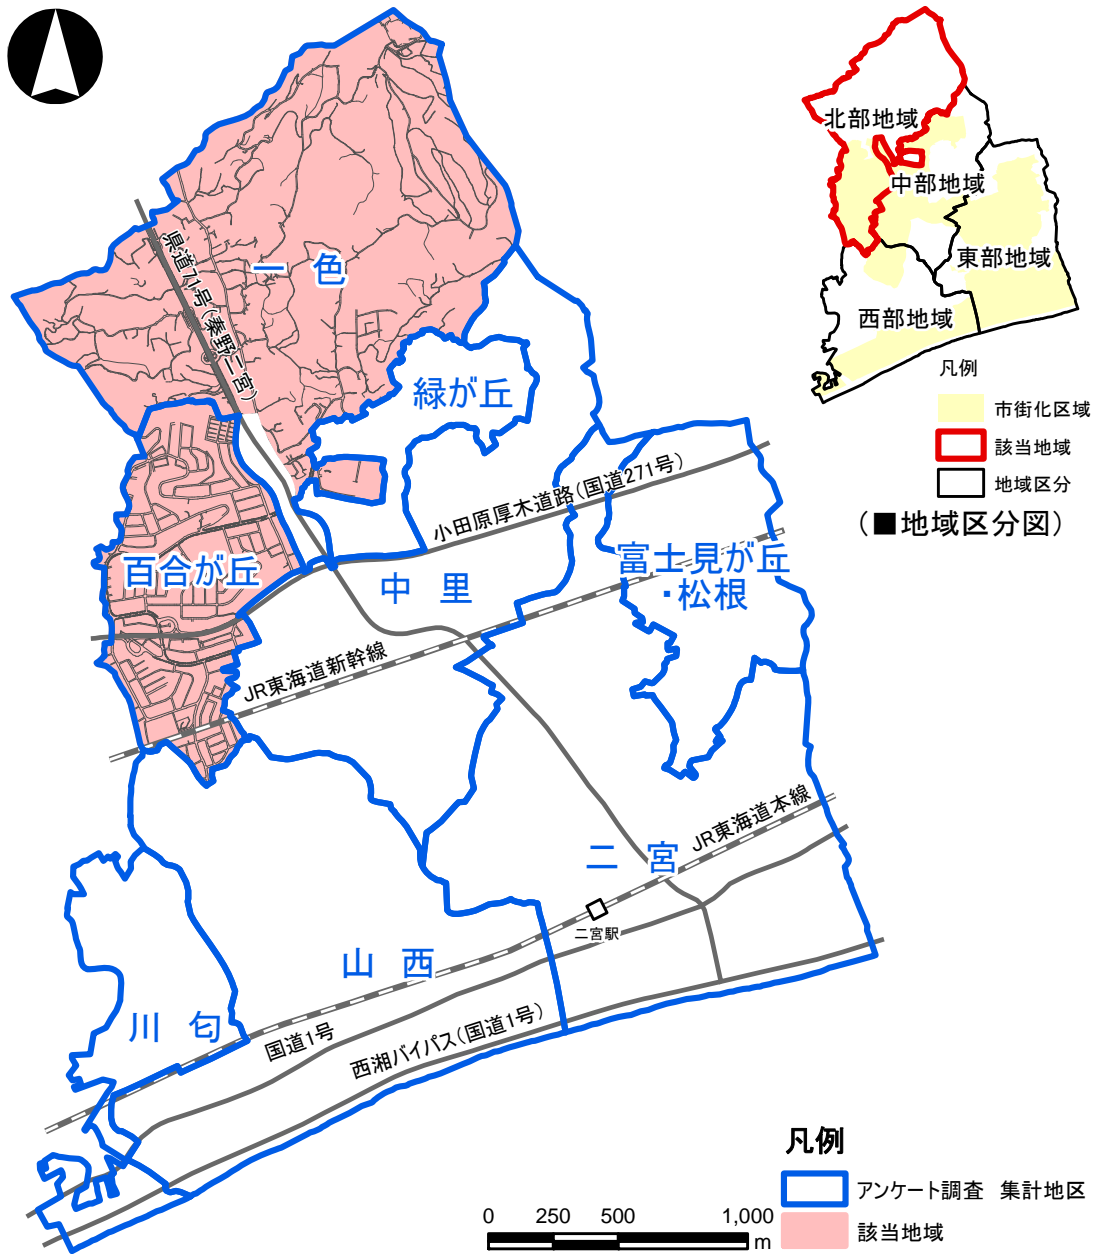 北部地域
中部地域
東部地域
西部地域
凡例
市街化区域
該当地域
地域区分
(■地域区分図)
県道71号(秦野二宮)
一 色
緑が丘
小田原厚木道路(国道271号)
百合が丘
中 里
富士見が丘
・松根
JR東海道新幹線
JR東海道本線
二 宮
二宮駅
山 西
川 匂
国道1号
西湘バイパス(国道1号)
凡例
アンケート調査 集計地区
該当地域
0 250 500 1,000
m